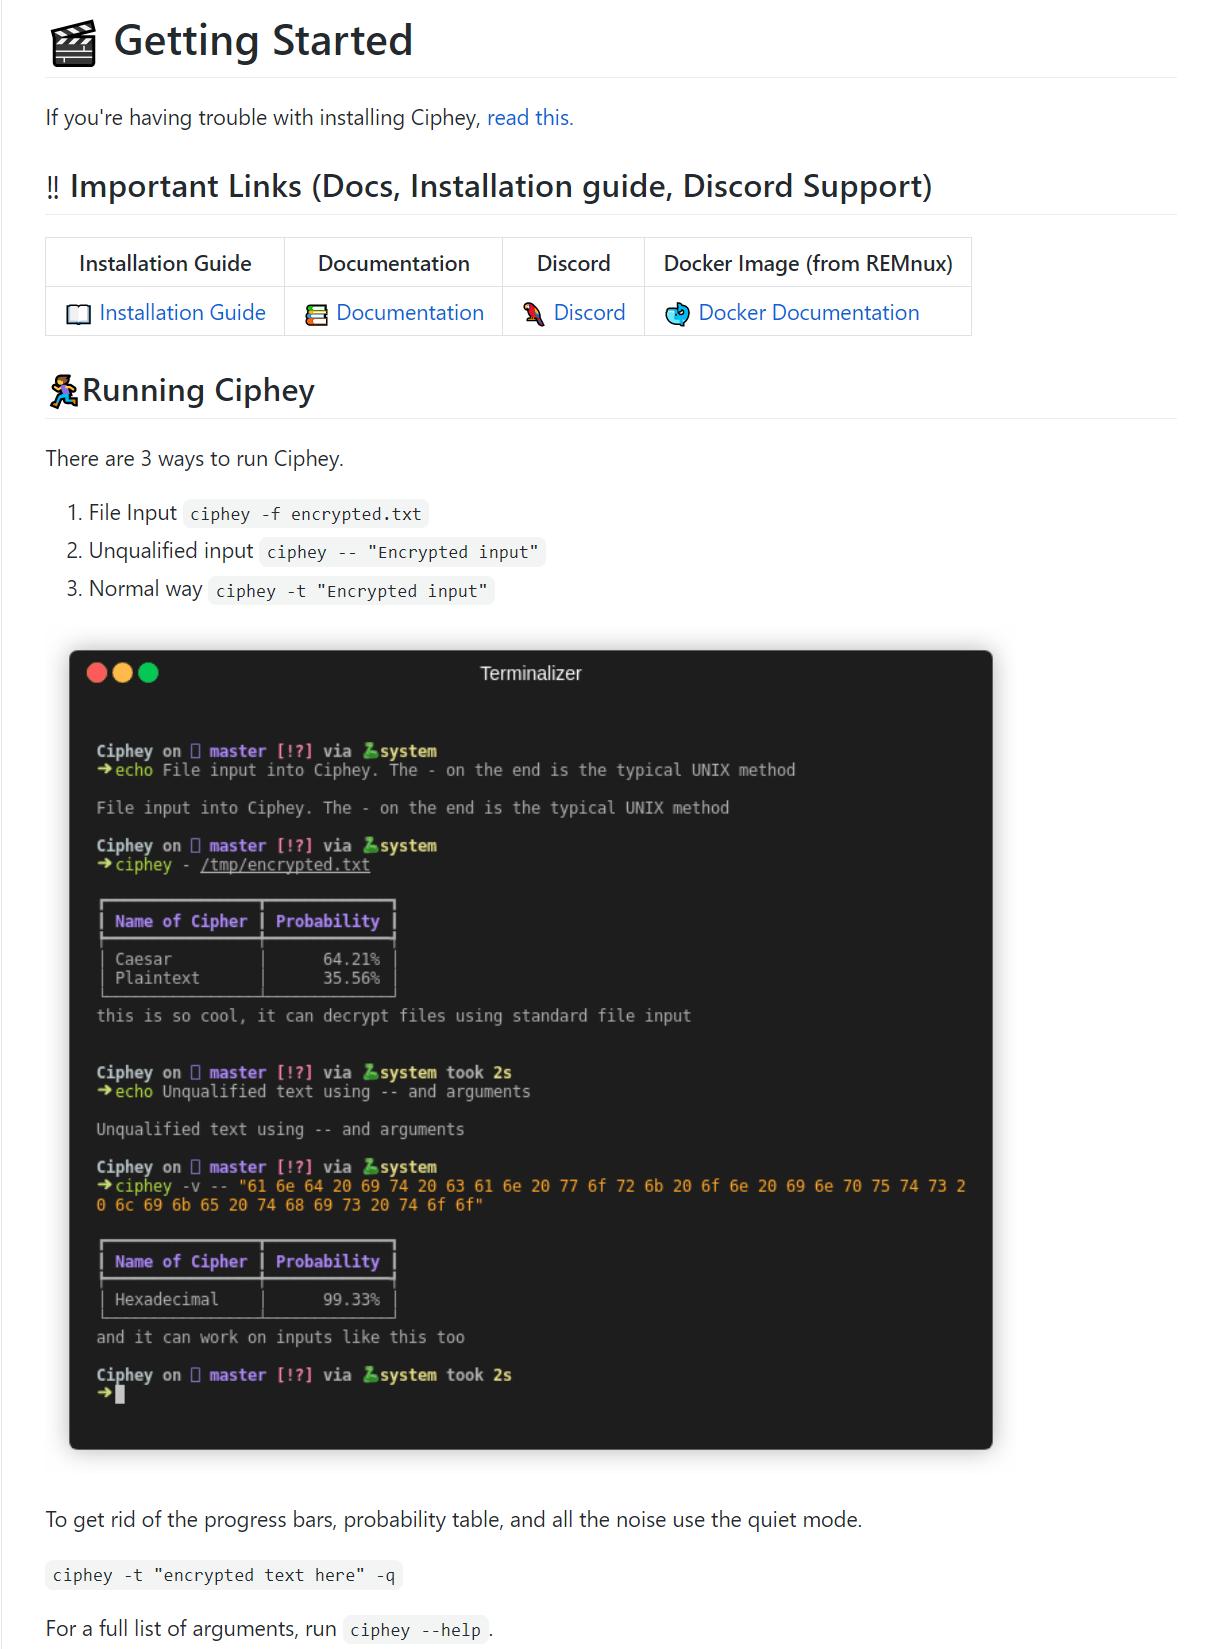 Getting Started
If you're having trouble with installing Ciphey, read this.
‼ Important Links (Docs, Installation guide, Discord Support)
Installation Guide Documentation Discord Docker Image (from REMnux)
Installation Guide Documentation Discord Docker Documentation
Running Ciphey
There are 3 ways to run Ciphey.
1. File Input ciphey -f encrypted.txt
2. Unqualified input ciphey -- "Encrypted input"
3. Normal way ciphey -t "Encrypted input"
Terminalizer
Ciphey on master [!?] via system
➜ echo File input into Ciphey. The - on the end is the typical UNIX method
File input into Ciphey. The - on the end is the typical UNIX method
Ciphey on master [!?] via system
➜ ciphey - /tmp/encrypted.txt
Name of Cipher Probability
Caesar 64.21%
Plaintext 35.56%
this is so cool, it can decrypt files using standard file input
Ciphey on master [!?] via system took 2s
➜ echo Unqualified text using -- and arguments
Unqualified text using -- and arguments
Ciphey on master [!?] via system
➜ ciphey -v -- "61 6e 64 20 69 74 20 63 61 6e 20 77 6f 72 6b 20 6f 6e 20 69 6e 70 75 74 73 2
0 6c 69 6b 65 20 74 68 69 73 20 74 6f 6f"
Name of Cipher Probability
Hexadecimal 99.33%
and it can work on inputs like this too
Ciphey on master [!?] via system took 2s
➜
To get rid of the progress bars, probability table, and all the noise use the quiet mode.
ciphey -t "encrypted text here" -q
For a full list of arguments, run ciphey --help .